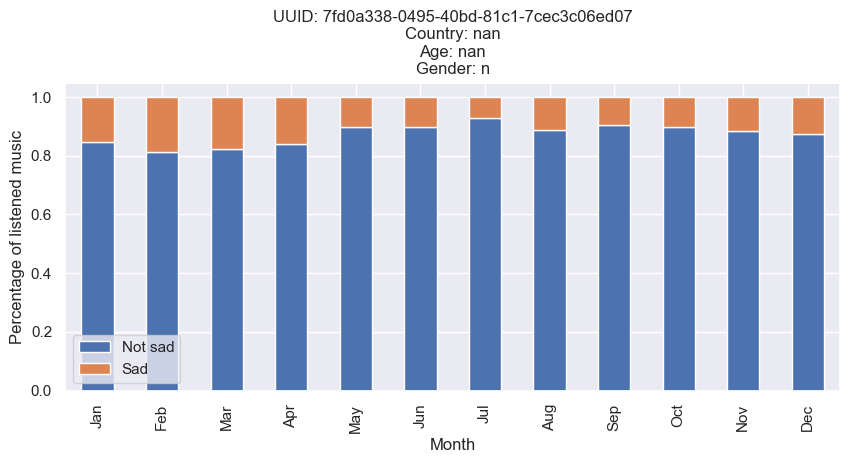 UUID: 7fd0a338-0495-40bd-81c1-7cec3c06ed07
Country: nan
Age: nan
Gender: n
Percentage of listened music
1.0
0.8
0.6
0.4
0.2
0.0
Not sad
Sad
Jan
Feb
Mar
Apr
May
Jun
Jul
Aug
Sep
Oct
Nov
Dec
Month